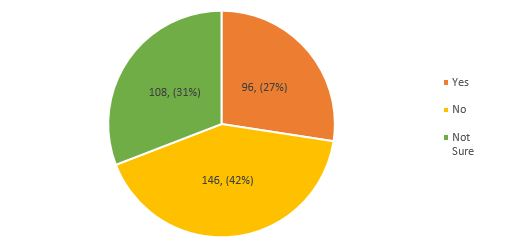 108, (31%)
96, (27%)
146, (42%)
Yes
No
Not
Sure